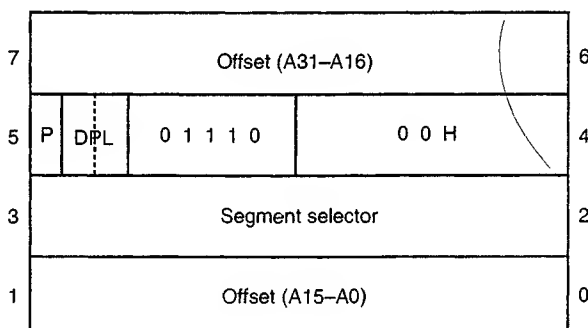 7 Offset (A31–A16) 6
5 P DPL 0 1 1 1 0 0 0 H 4
3 Segment selector 2
1 Offset (A15–A0) 0